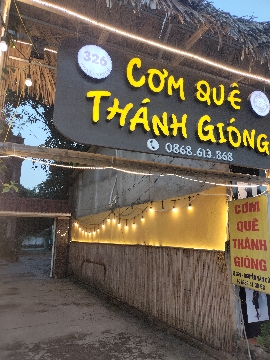 326
CƠM QUÊ
THÁNH GIÓNG
0868.613.868
CƠM
QUÊ
THÁNH
GIÓNG